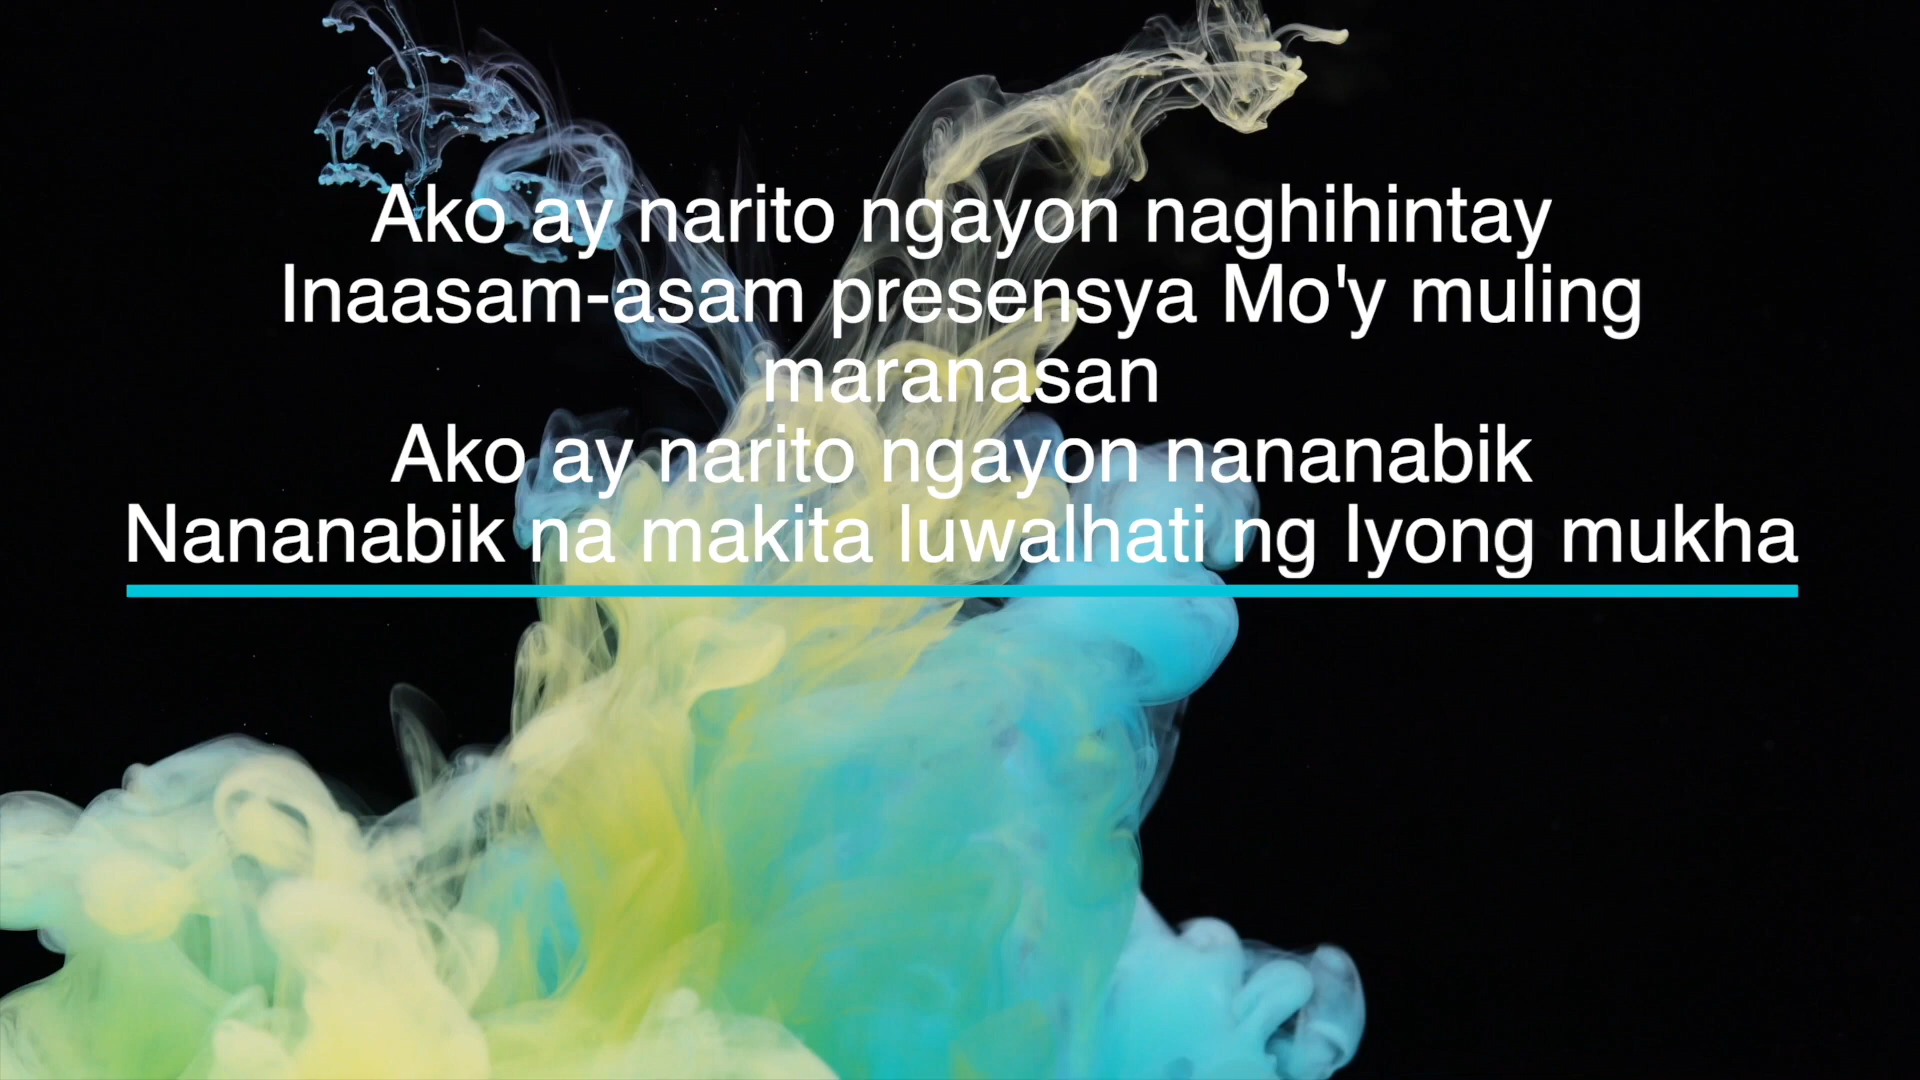 Ako ay narito ngayon naghihintay
Inaasam-asam presensya Mo'y muling
maranasan
Ako ay narito ngayon nananabik
Nananabik na makita luwalhati ng Iyong mukha